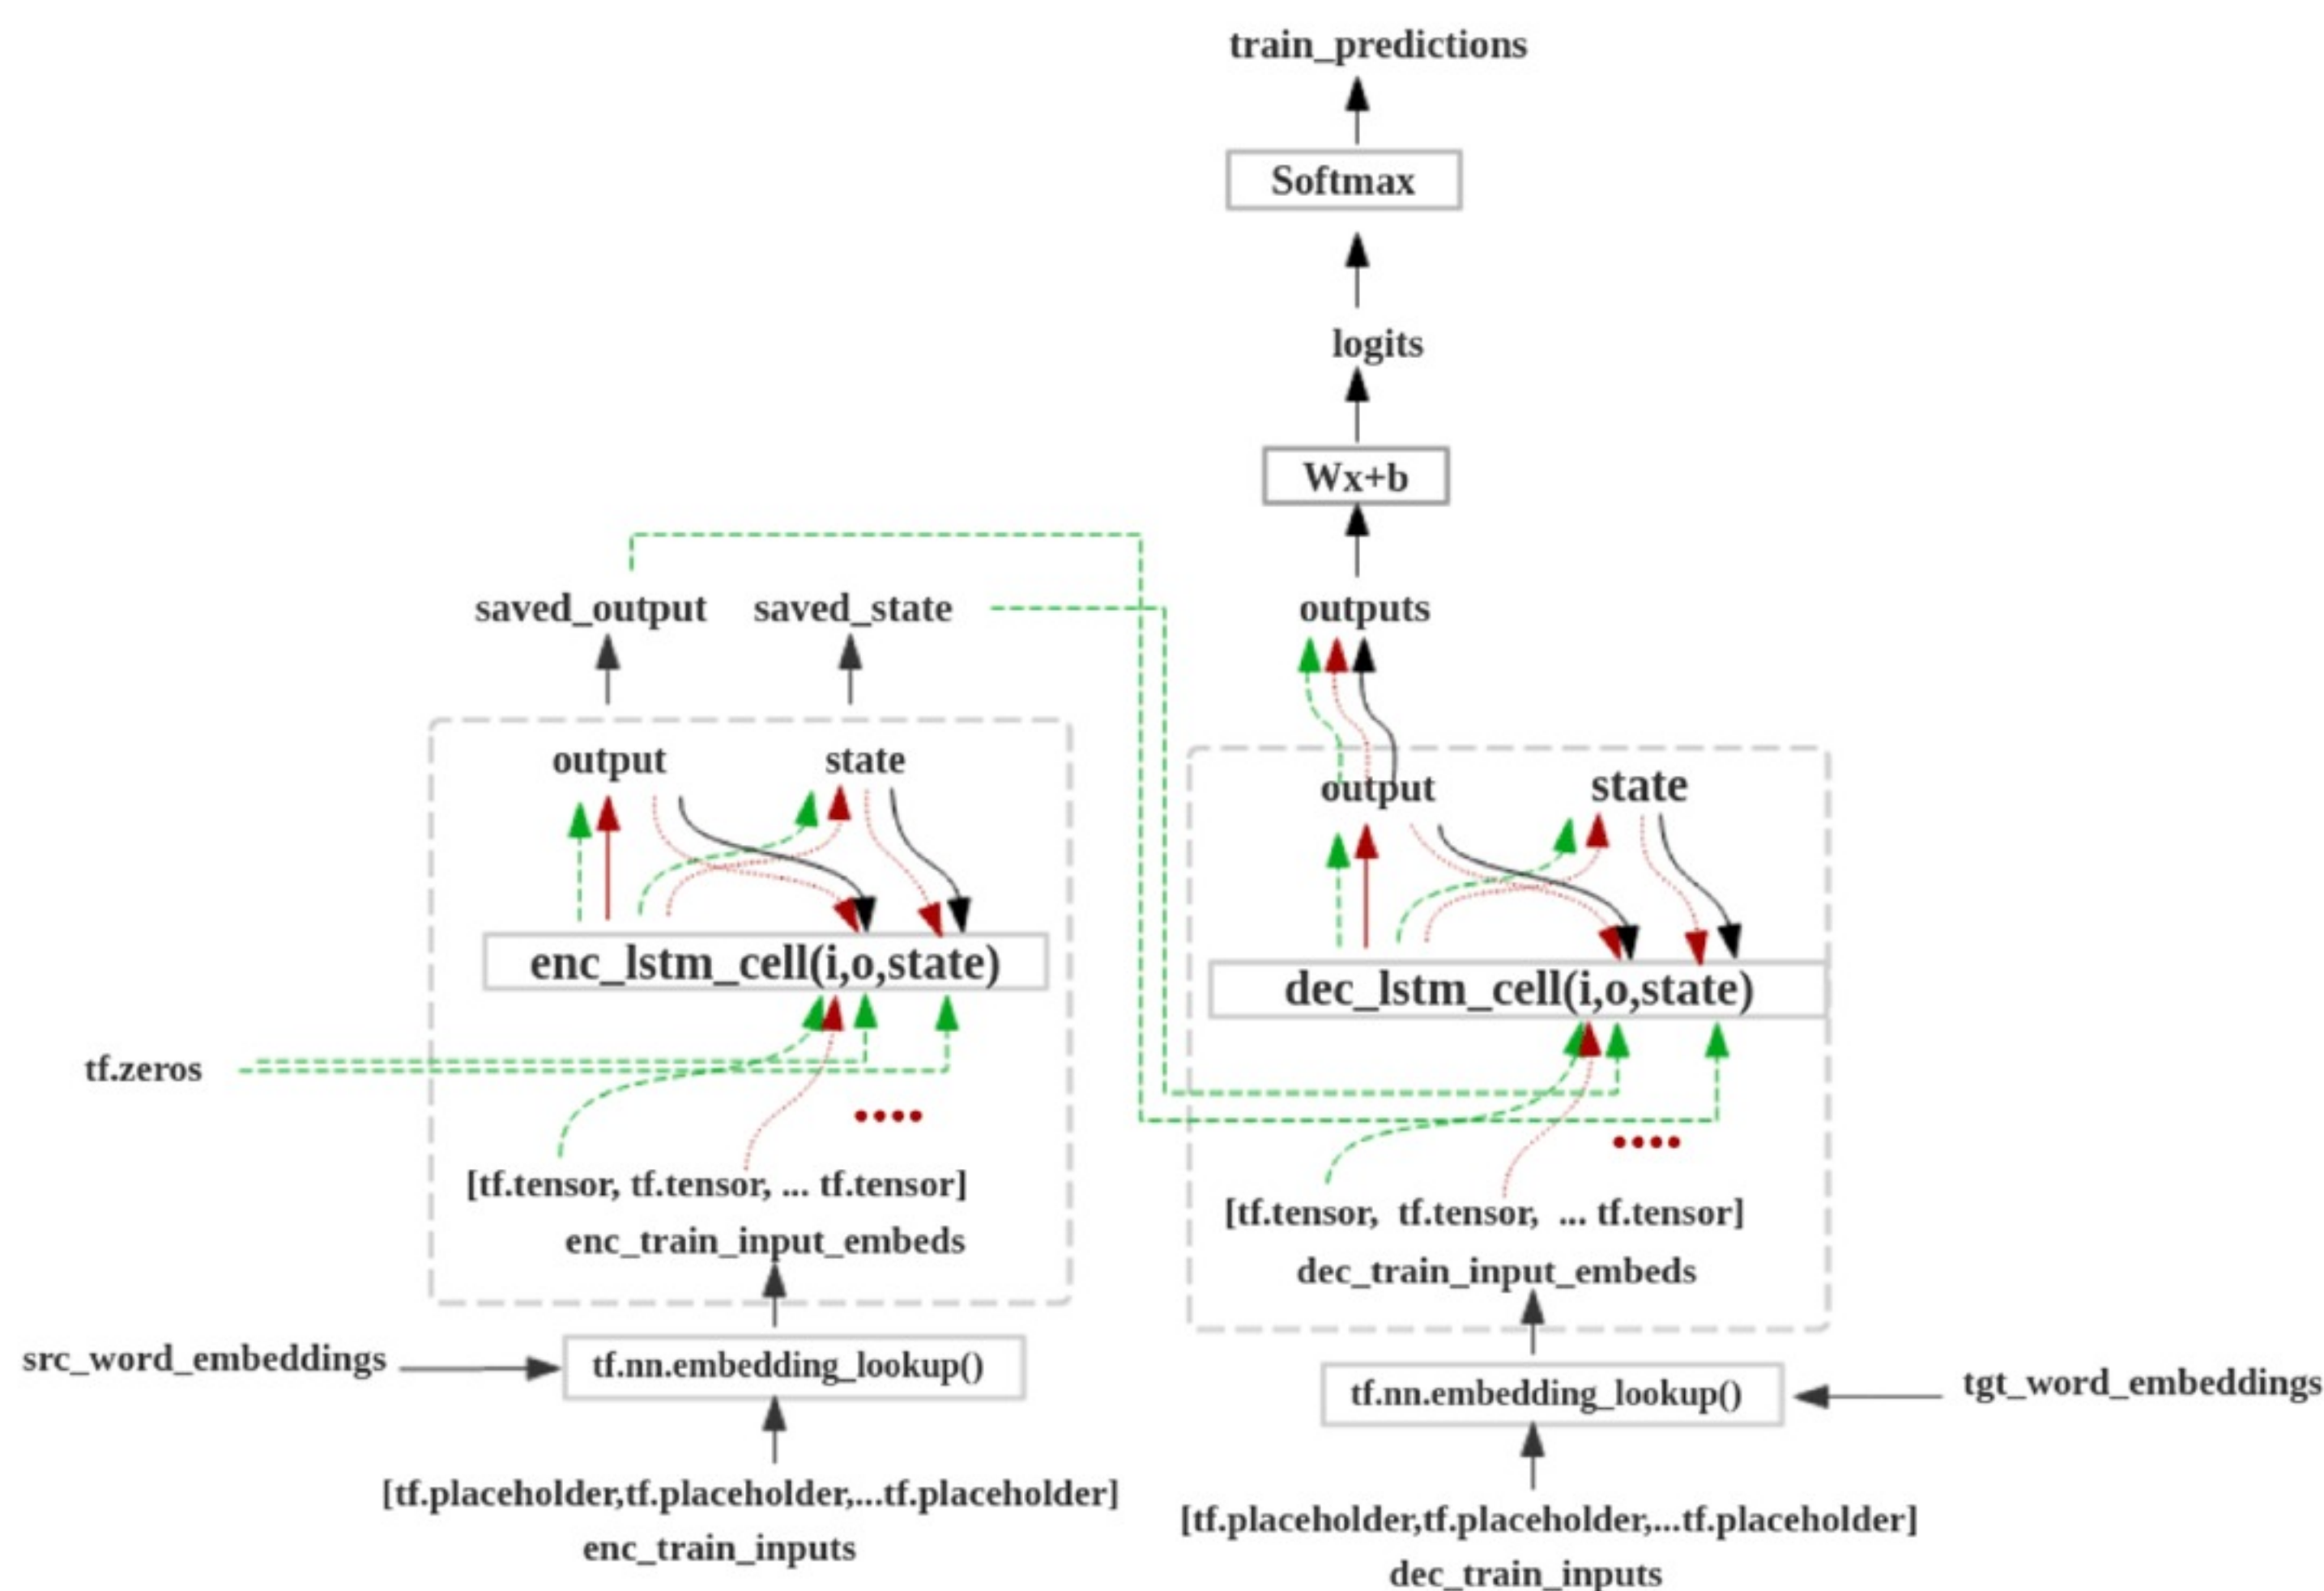 train_predictions
Softmax
logits
Wx+b
saved_output saved_state outputs
output state
output state
enc_lstm_cell(i,o,state)
dec_lstm_cell(i,o,state)
tf.zeros
[tf.tensor, tf.tensor, ... tf.tensor]
enc_train_input_embeds
[tf.tensor, tf.tensor, ... tf.tensor]
dec_train_input_embeds
src_word_embeddings
tf.nn.embedding_lookup()
tf.nn.embedding_lookup()
tgt_word_embeddings
[tf.placeholder,tf.placeholder,...tf.placeholder]
enc_train_inputs
[tf.placeholder,tf.placeholder,...tf.placeholder]
dec_train_inputs